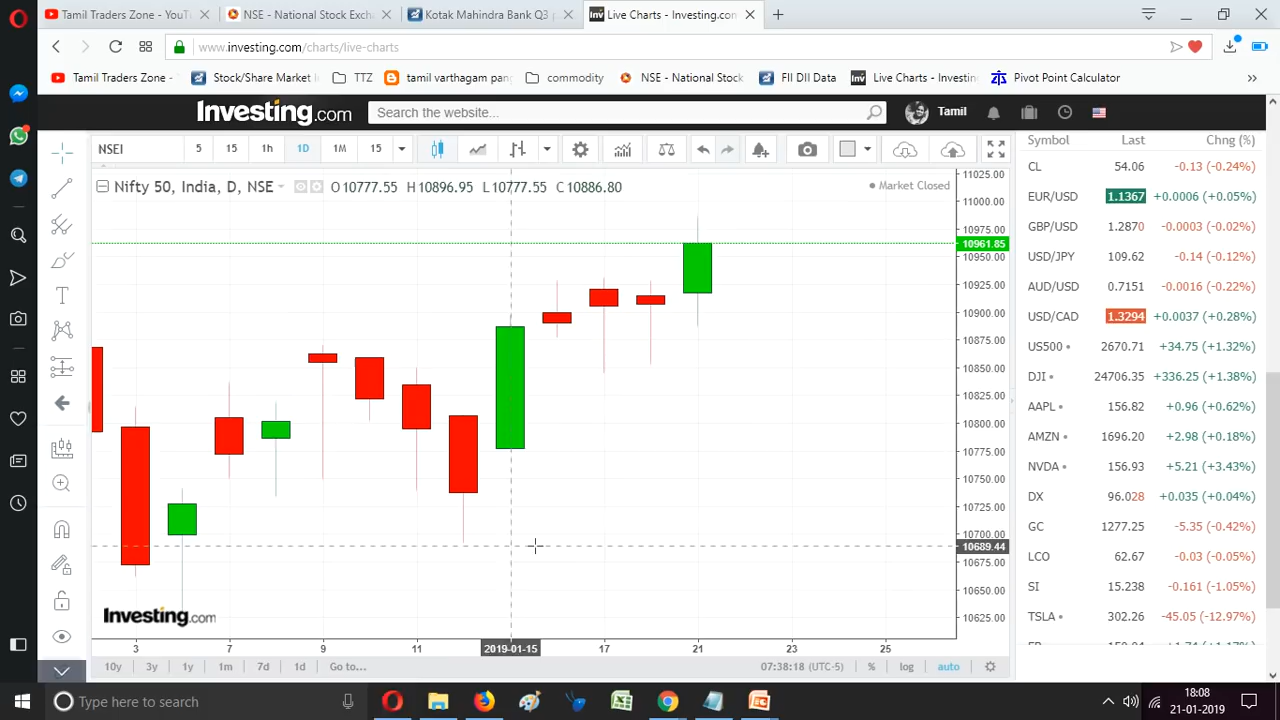 Tamil Traders Zone - YouT
NSE - National Stock Exch
Kotak Mahindra Bank Q3 p
Live Charts - Investing.com
www.investing.com/charts/live-charts
Tamil Traders Zone -
Stock/Share Market I
TTZ
tamil varthagam pan
commodity
NSE - National Stock
FII DII Data
Live Charts - Investin
Pivot Point Calculator
Investing.com
Search the website...
Tamil
NSEI
5
15
1h
1D
1M
15
Nifty 50, India, D, NSE
O 10777.55 H 10896.95 L 10777.55 C 10886.80
Market Closed
11025.00
11000.00
10975.00
10961.85
10950.00
10925.00
10900.00
10875.00
10850.00
10825.00
10800.00
10775.00
10750.00
10725.00
10700.00
10689.44
10675.00
10650.00
10625.00
Investing.com
3 7 9 11 2019-01-15 17 21 23 25
10y 3y 1y 1m 7d 1d Go to...
07:38:18 (UTC-5) % log auto
Symbol Last Chng (%)
CL 54.06 -0.13 (-0.24%)
EUR/USD 1.1367 +0.0006 (+0.05%)
GBP/USD 1.2870 -0.0003 (-0.02%)
USD/JPY 109.62 -0.14 (-0.12%)
AUD/USD 0.7151 -0.0016 (-0.22%)
USD/CAD 1.3294 +0.0037 (+0.28%)
US500 2670.71 +34.75 (+1.32%)
DJI 24706.35 +336.25 (+1.38%)
AAPL 156.82 +0.96 (+0.62%)
AMZN 1696.20 +2.98 (+0.18%)
NVDA 156.93 +5.21 (+3.43%)
DX 96.028 +0.035 (+0.04%)
GC 1277.25 -5.35 (-0.42%)
LCO 62.67 -0.03 (-0.05%)
SI 15.238 -0.161 (-1.05%)
TSLA 302.26 -45.05 (-12.97%)
Type here to search
18:08
21-01-2019